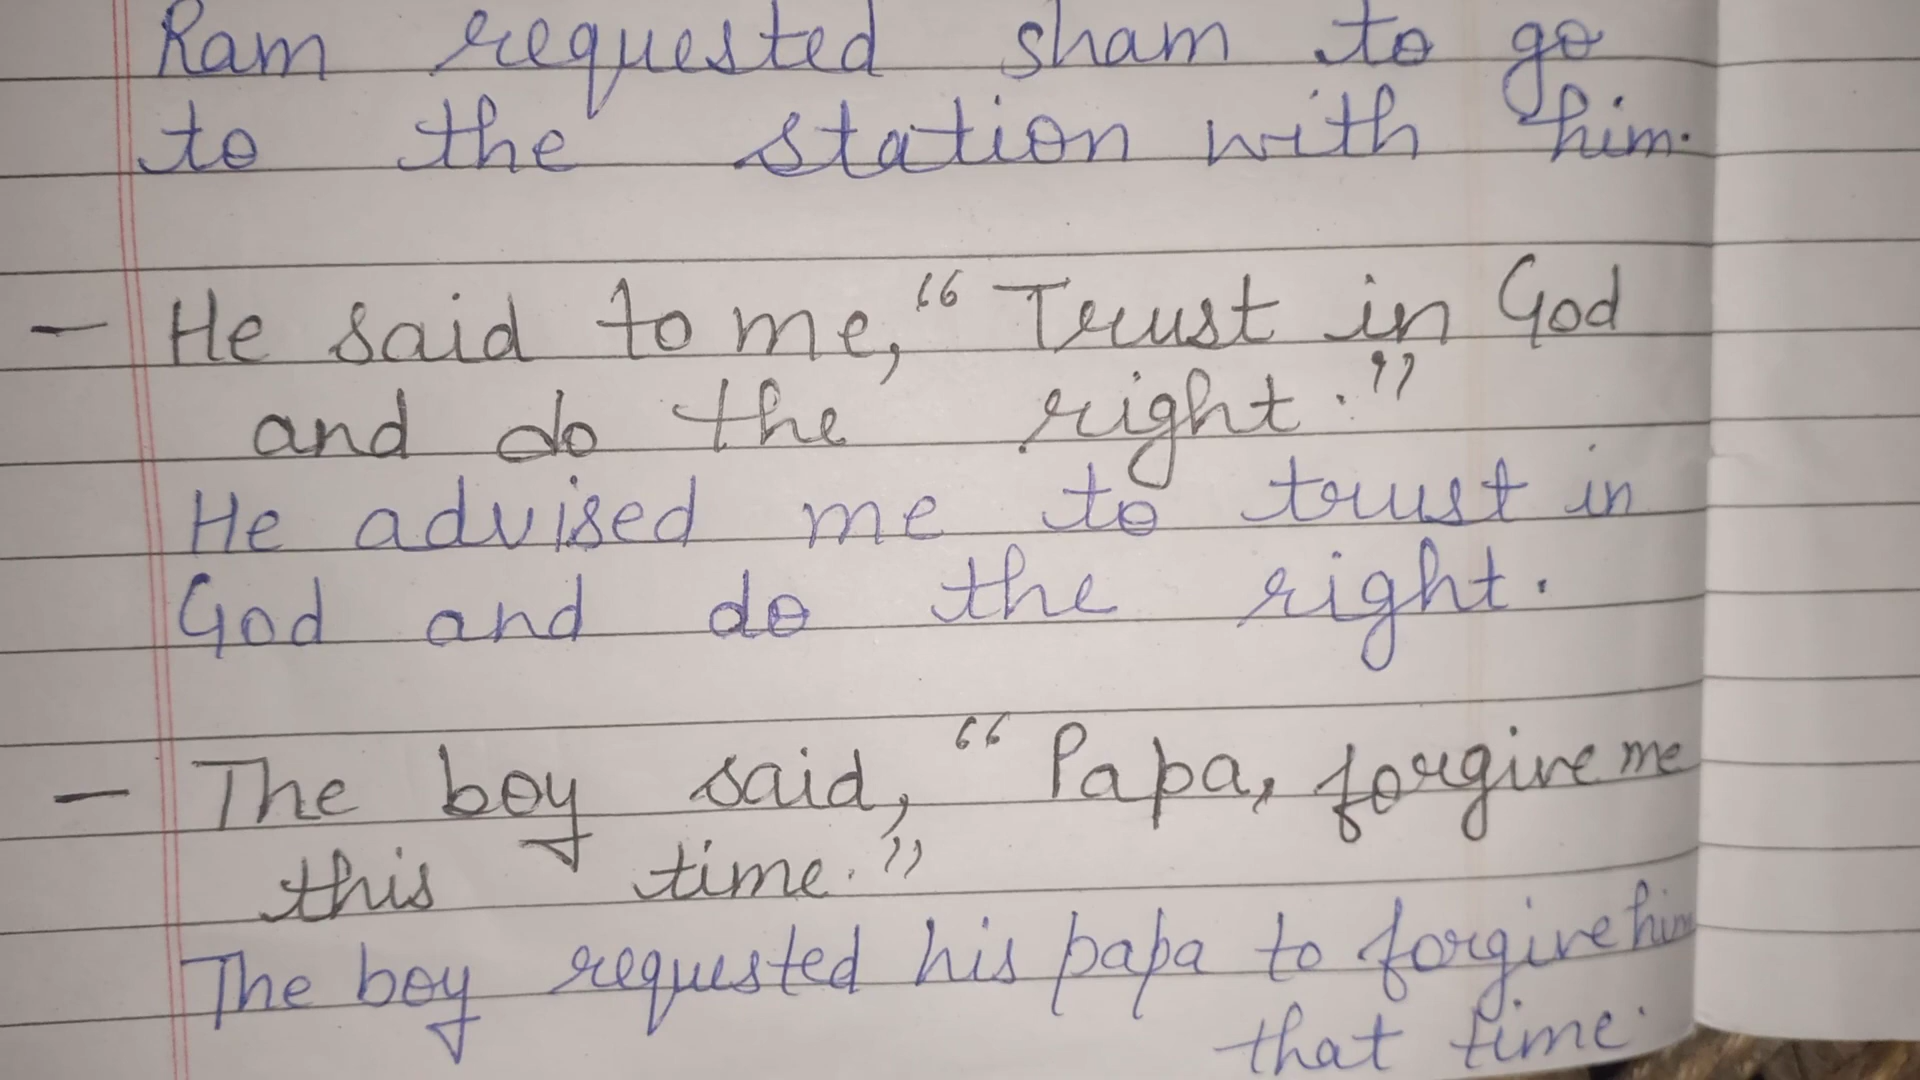 Ram requested sham to go
to the station with him.
- He said to me, "Trust in God
and do the right."
He advised me to trust in
God and do the right.
- The boy said, "Papa, forgive me
this time."
The boy requested his papa to forgive him
that time.